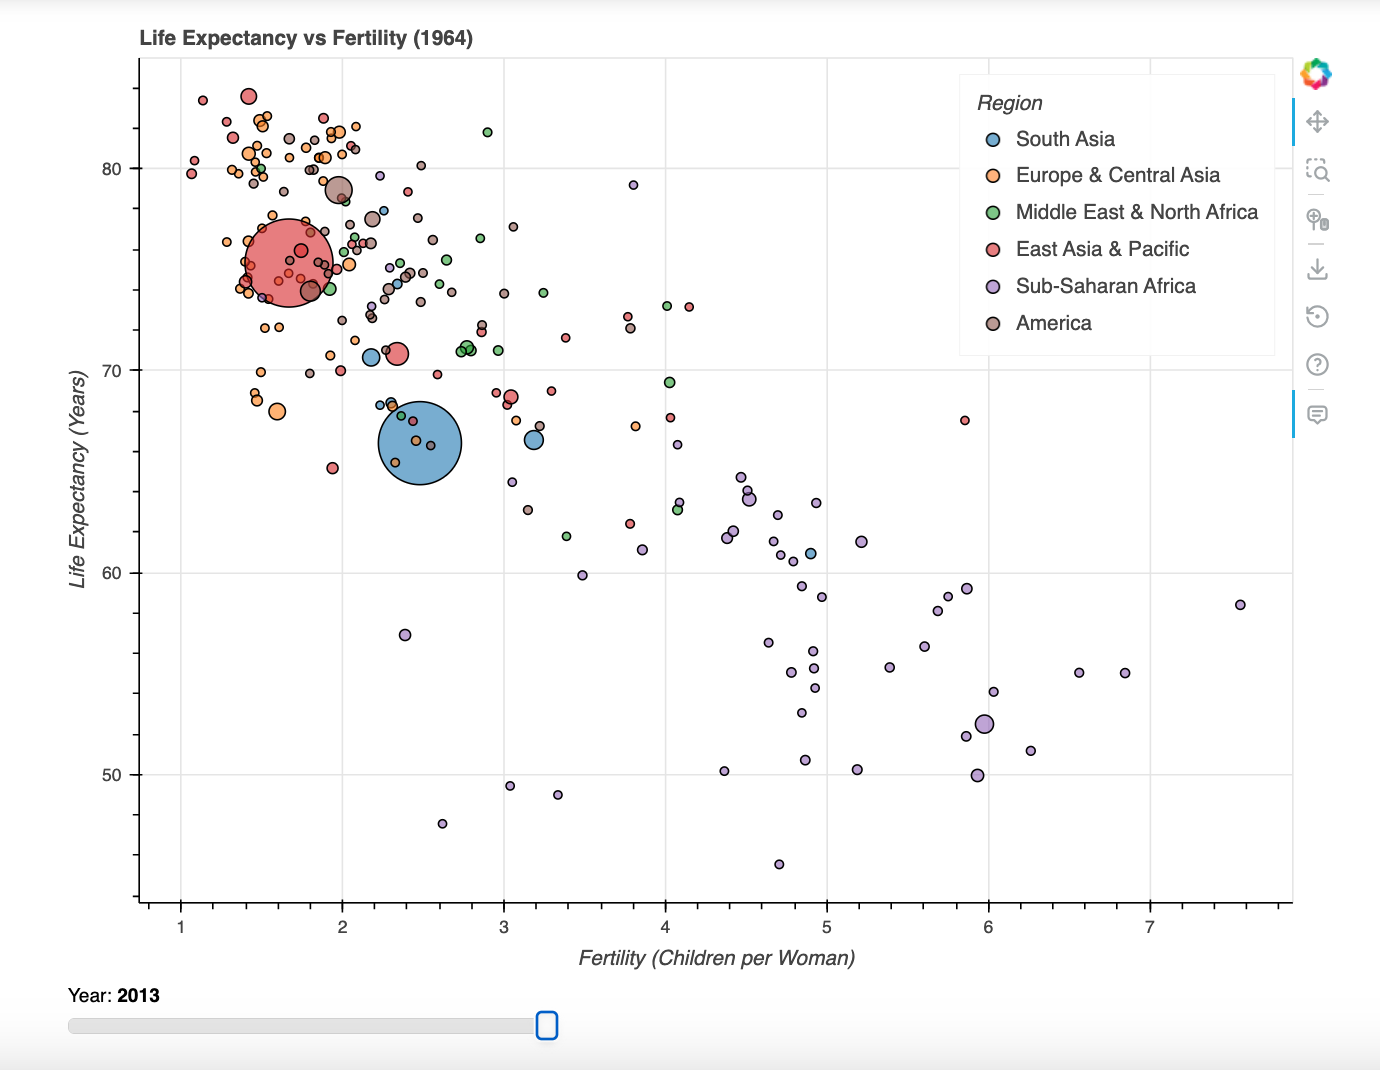 Life Expectancy vs Fertility (1964)
Region
South Asia
Europe & Central Asia
Middle East & North Africa
East Asia & Pacific
Sub-Saharan Africa
America
80
70
60
50
Life Expectancy (Years)
1 2 3 4 5 6 7
Fertility (Children per Woman)
Year: 2013